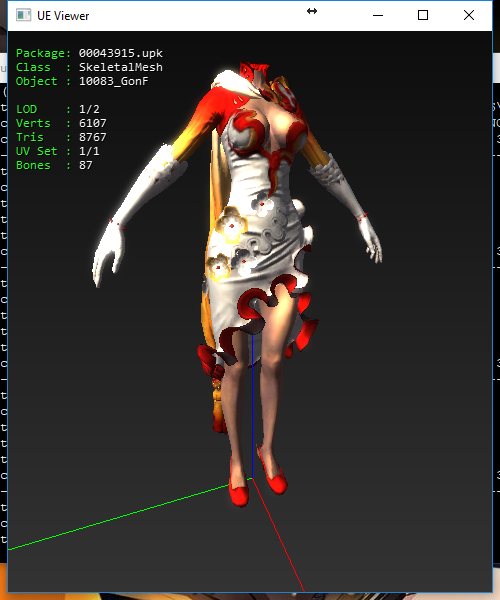 UE Viewer
Package: 00043915.upk
Class : SkeletalMesh
Object : 10083_GonF
LOD : 1/2
Verts : 6107
Tris : 8767
UV Set : 1/1
Bones : 87